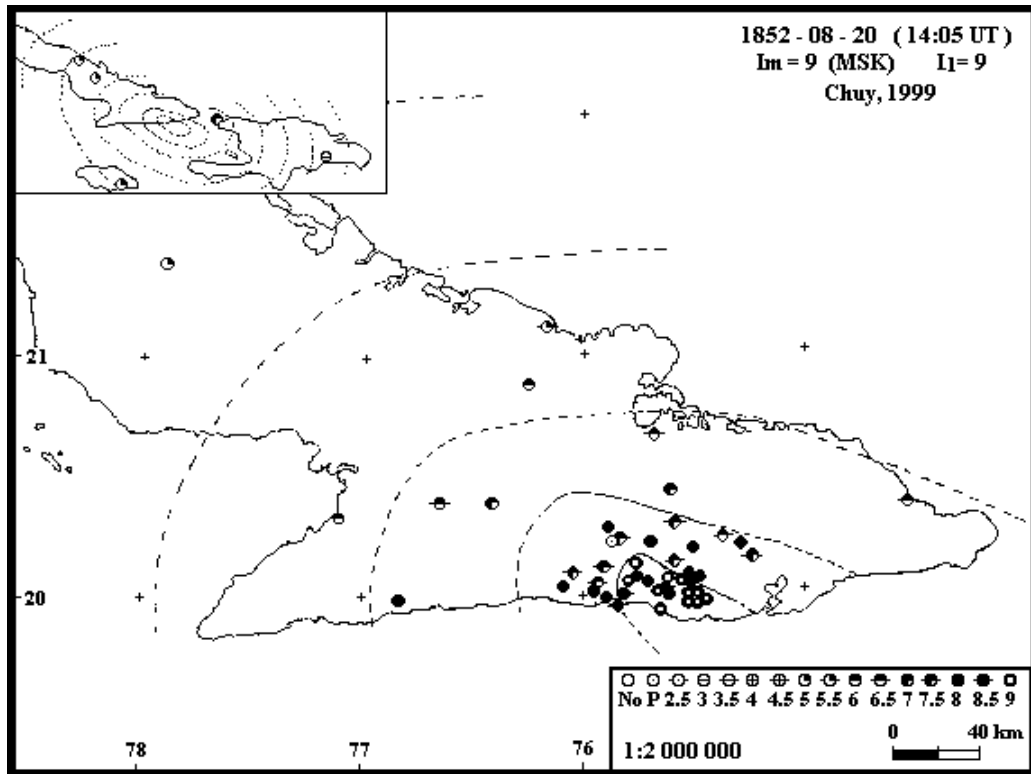 1852 - 08 - 20 ( 14:05 UT )
Im = 9 (MSK) I1= 9
Chuy, 1999
21
20
78 77 76
No P 2.5 3 3.5 4 4.5 5 5.5 6 6.5 7 7.5 8 8.5 9
0 40 km
1:2 000 000